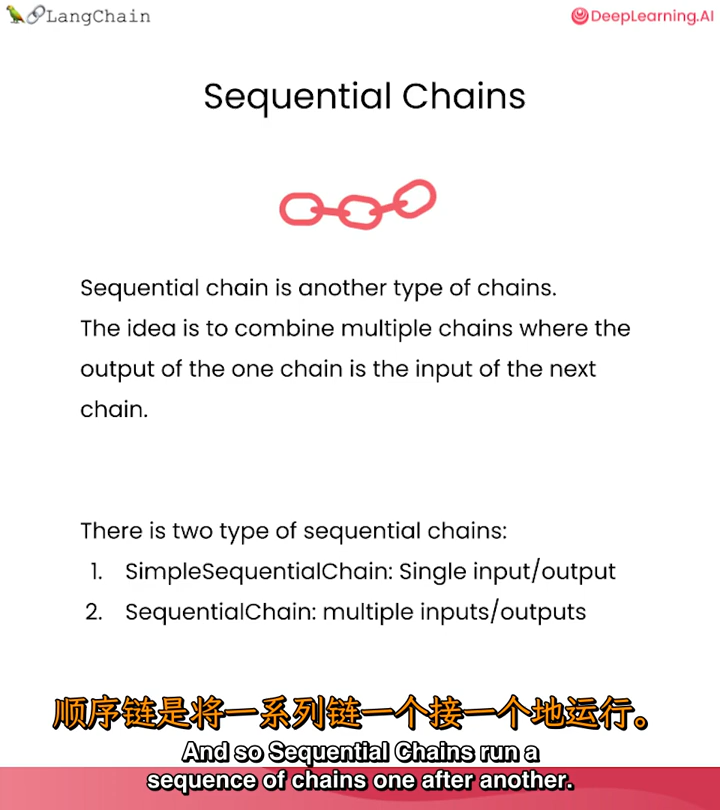 LangChain
DeepLearning.AI
Sequential Chains
Sequential chain is another type of chains.
The idea is to combine multiple chains where the
output of the one chain is the input of the next
chain.
There is two type of sequential chains:
1. SimpleSequentialChain: Single input/output
2. SequentialChain: multiple inputs/outputs
顺序链是将一系列链一个接一个地运行。
And so Sequential Chains run a
sequence of chains one after another.